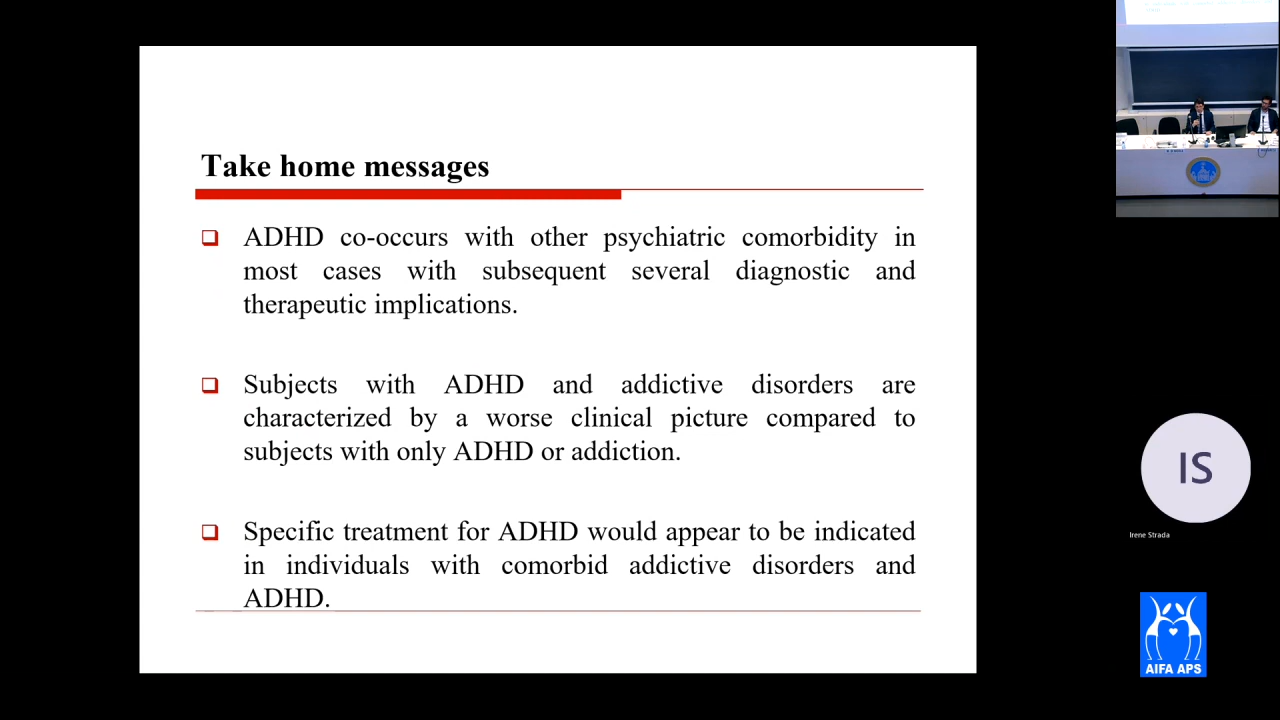 Take home messages
ADHD co-occurs with other psychiatric comorbidity in
most cases with subsequent several diagnostic and
therapeutic implications.
Subjects with ADHD and addictive disorders are
characterized by a worse clinical picture compared to
subjects with only ADHD or addiction.
Specific treatment for ADHD would appear to be indicated
in individuals with comorbid addictive disorders and
ADHD.
IS
Irene Strada
AIFA APS